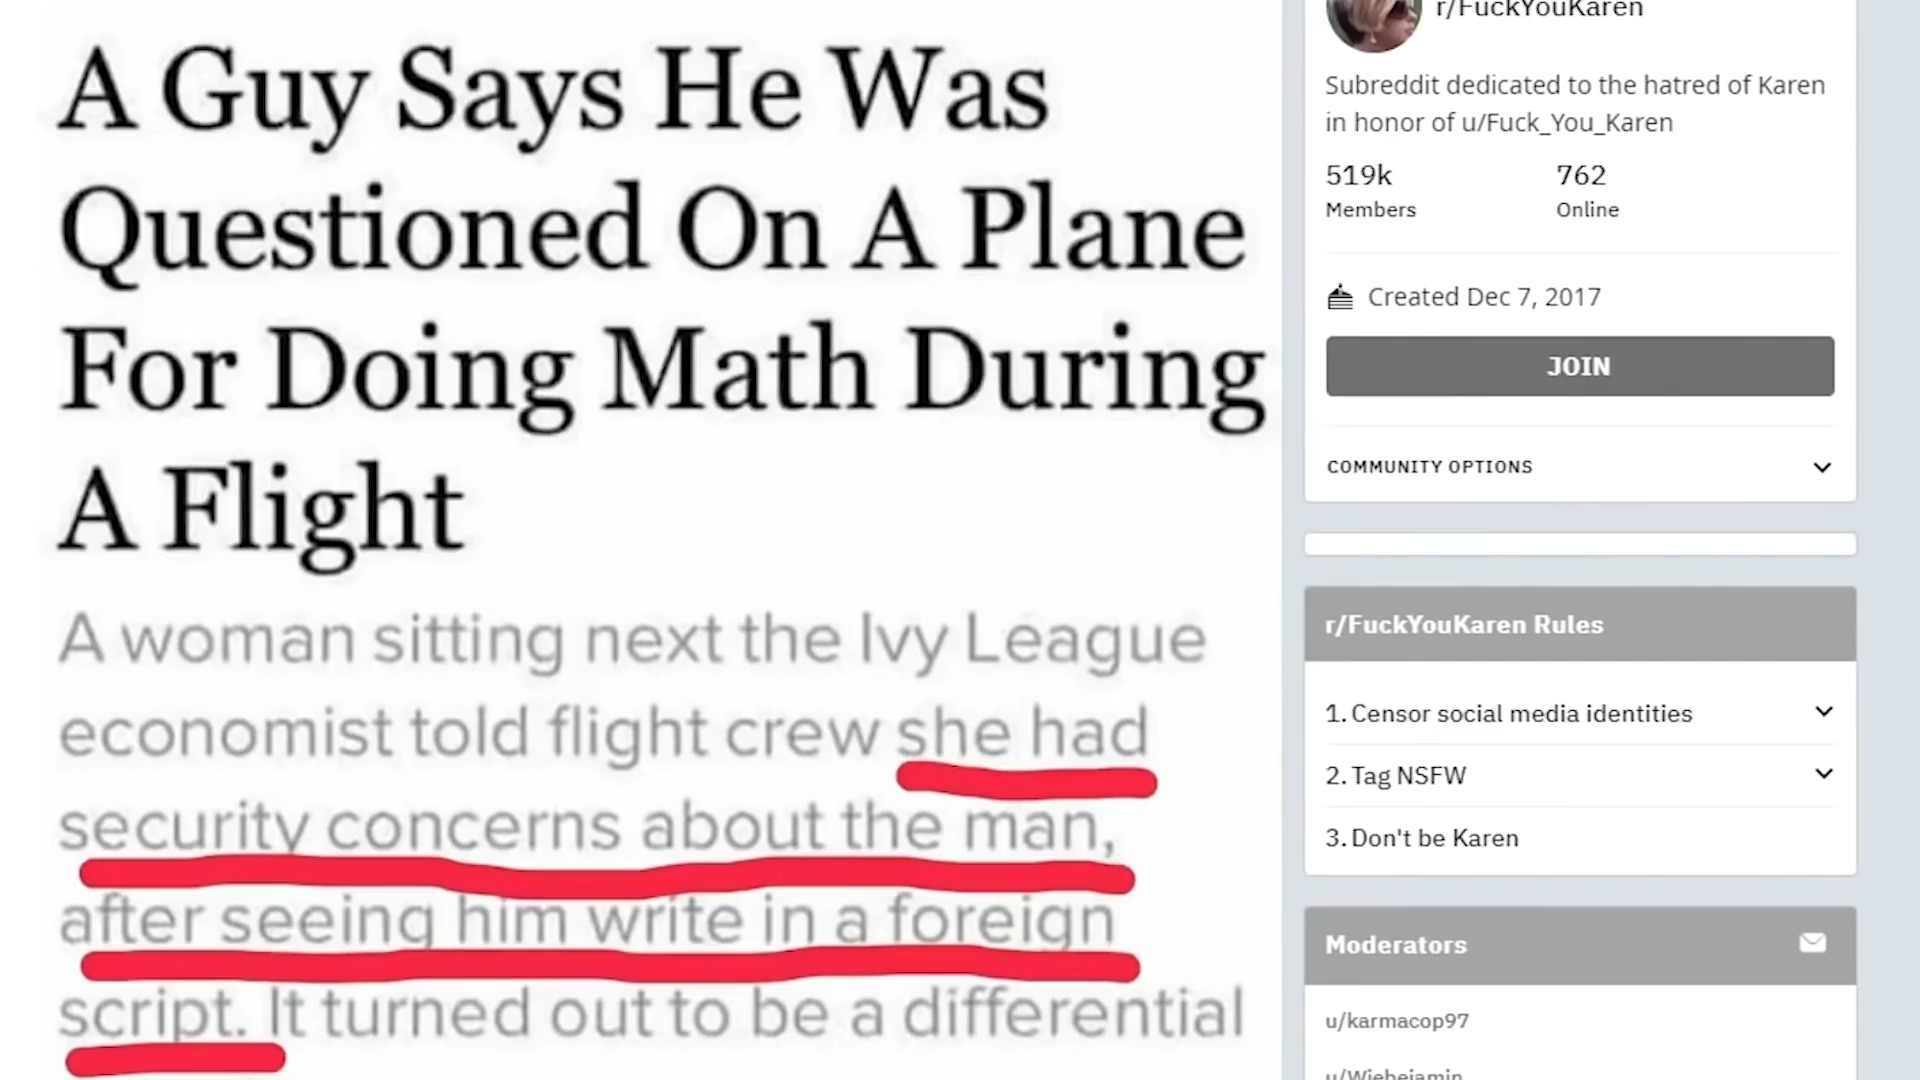 A Guy Says He Was
Questioned On A Plane
For Doing Math During
A Flight
A woman sitting next the Ivy League
economist told flight crew she had
security concerns about the man,
after seeing him write in a foreign
script. It turned out to be a differential
r/FuckYouKaren
Subreddit dedicated to the hatred of Karen
in honor of u/Fuck_You_Karen
519k 762
Members Online
Created Dec 7, 2017
JOIN
COMMUNITY OPTIONS
r/FuckYouKaren Rules
1. Censor social media identities
2. Tag NSFW
3. Don't be Karen
Moderators
u/karmacop97